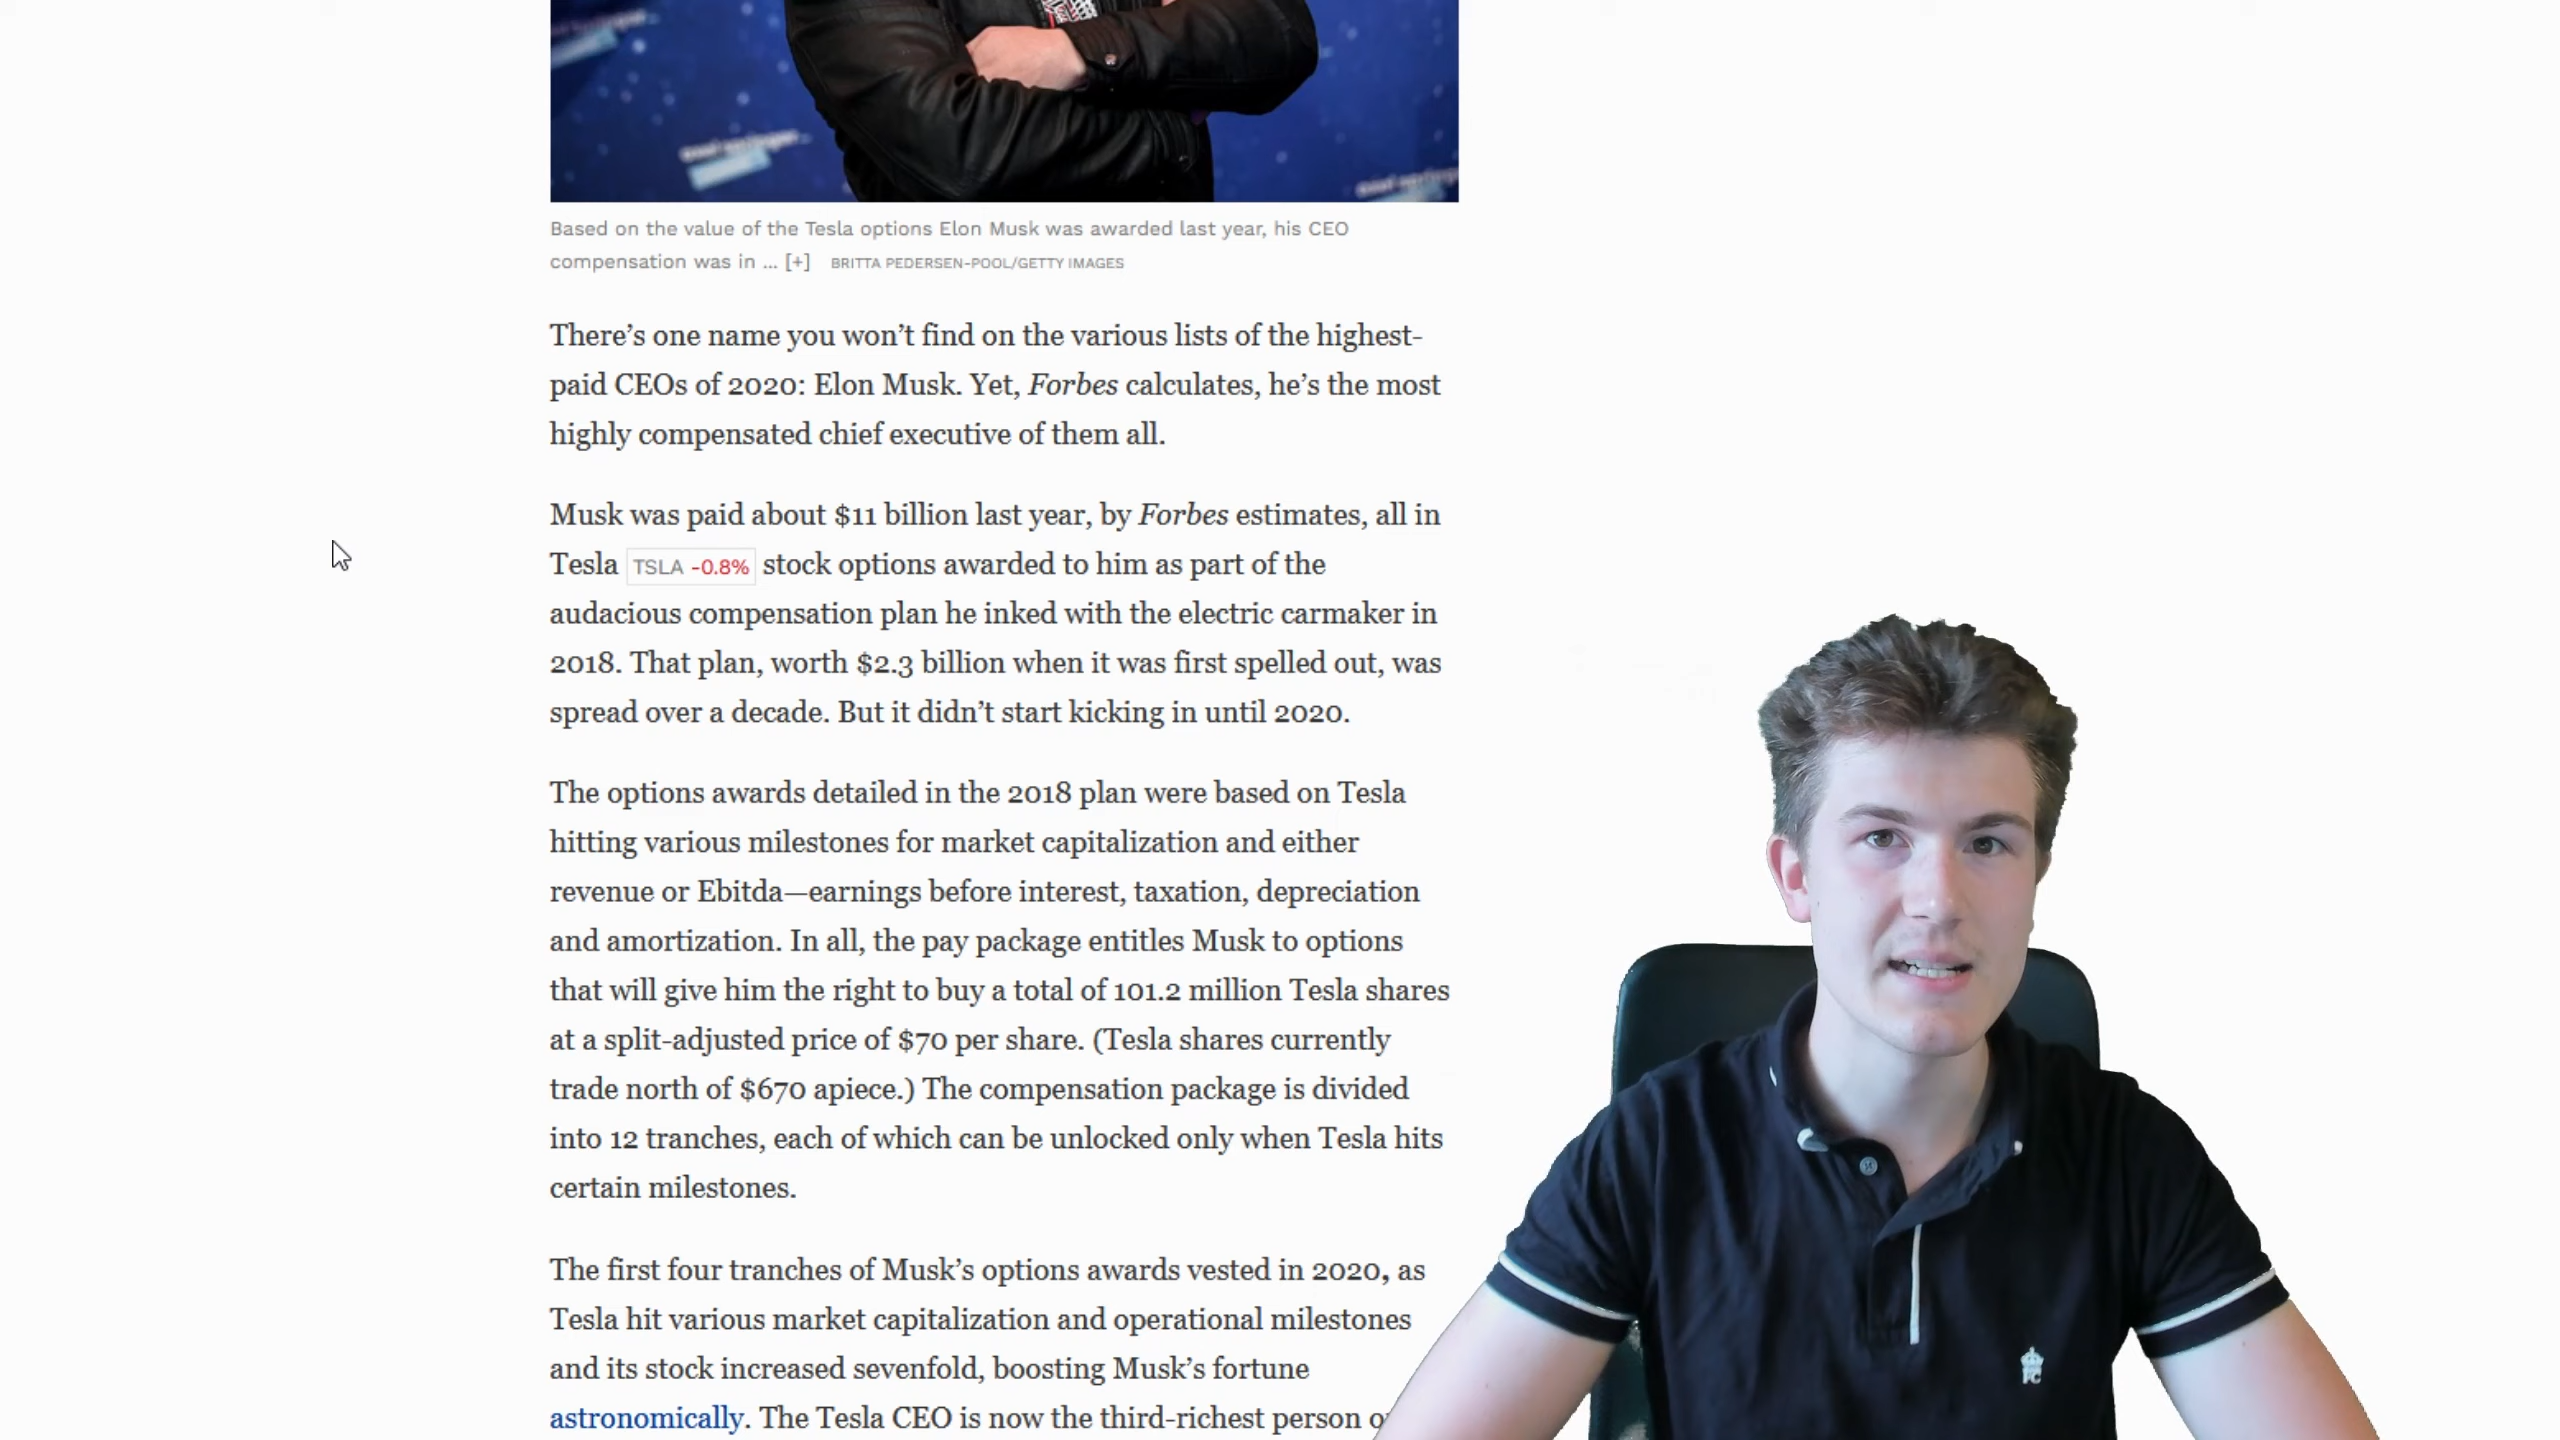 Based on the value of the Tesla options Elon Musk was awarded last year, his CEO
compensation was in ... [+] BRITTA PEDERSEN-POOL/GETTY IMAGES
There’s one name you won’t find on the various lists of the highest-
paid CEOs of 2020: Elon Musk. Yet, Forbes calculates, he’s the most
highly compensated chief executive of them all.
Musk was paid about $11 billion last year, by Forbes estimates, all in
Tesla TSLA -0.8% stock options awarded to him as part of the
audacious compensation plan he inked with the electric carmaker in
2018. That plan, worth $2.3 billion when it was first spelled out, was
spread over a decade. But it didn’t start kicking in until 2020.
The options awards detailed in the 2018 plan were based on Tesla
hitting various milestones for market capitalization and either
revenue or Ebitda—earnings before interest, taxation, depreciation
and amortization. In all, the pay package entitles Musk to options
that will give him the right to buy a total of 101.2 million Tesla shares
at a split-adjusted price of $70 per share. (Tesla shares currently
trade north of $670 apiece.) The compensation package is divided
into 12 tranches, each of which can be unlocked only when Tesla hits
certain milestones.
The first four tranches of Musk’s options awards vested in 2020, as
Tesla hit various market capitalization and operational milestones
and its stock increased sevenfold, boosting Musk’s fortune
astronomically. The Tesla CEO is now the third-richest person